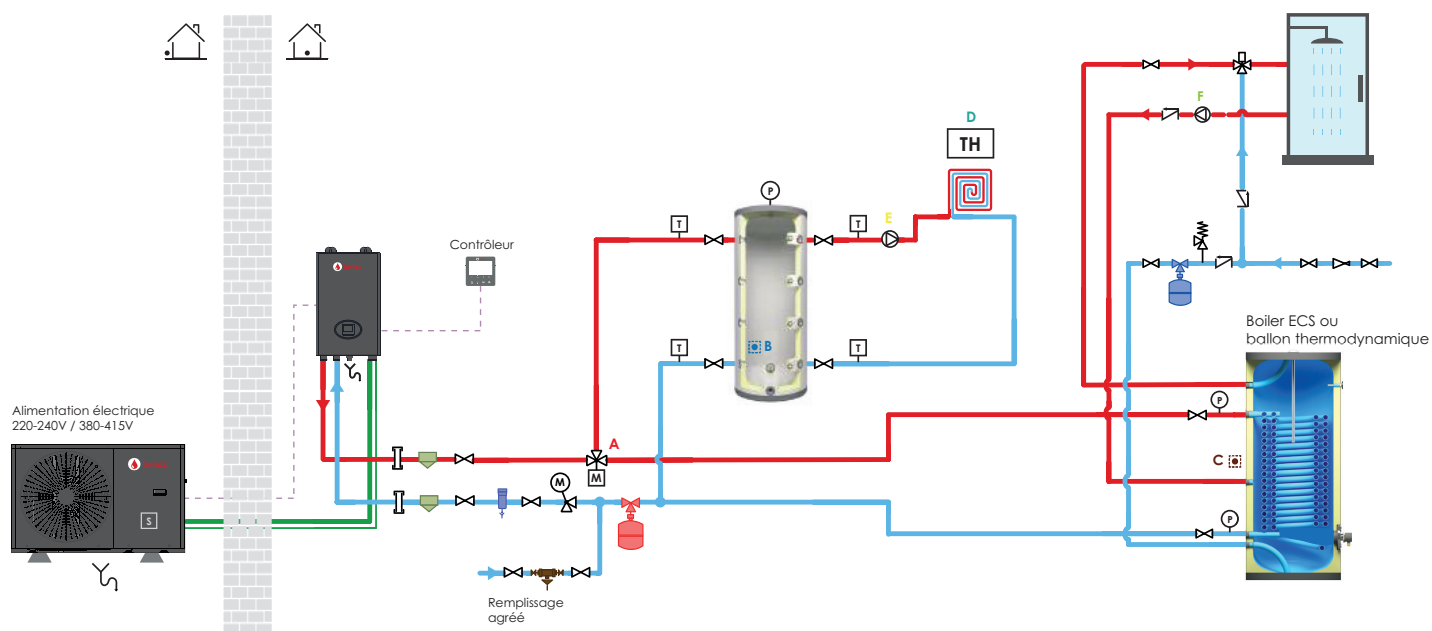 F
D
TH
P
T
T
E
Contrôleur
Boiler ECS ou
ballon thermodynamique
T
B
T
P
Alimentation électrique
220-240V / 380-415V
A
C
M
M
S
P
Remplissage
agréé